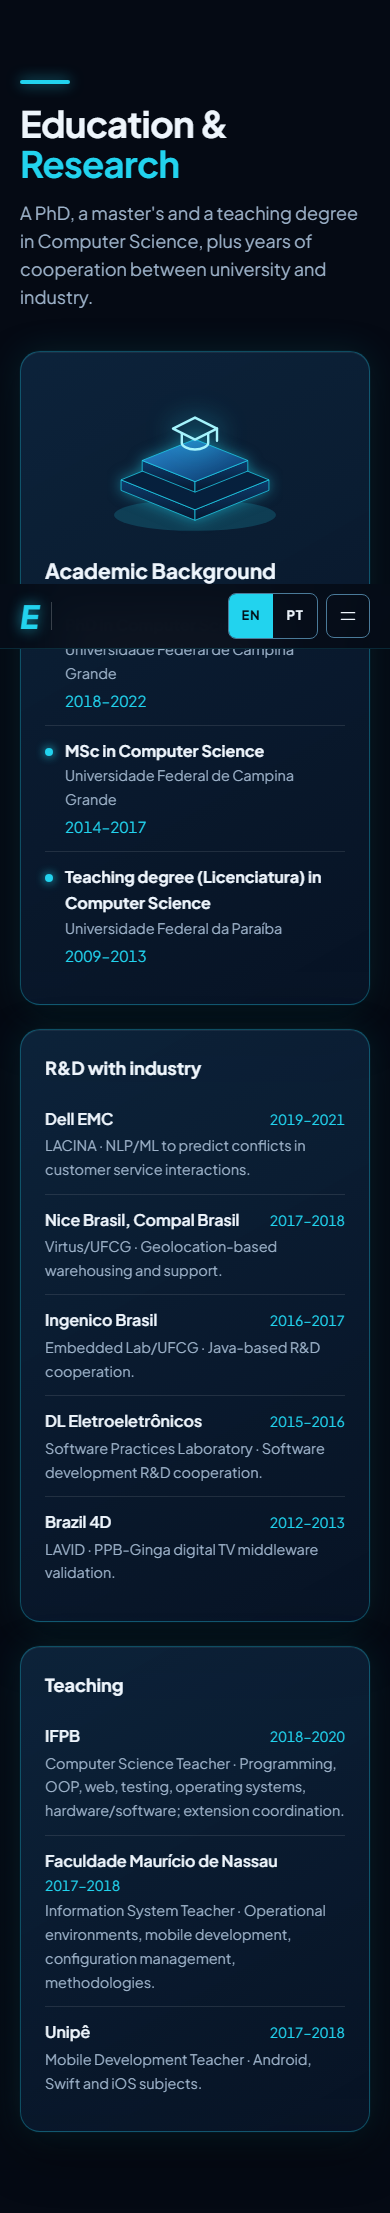 Education &
Research
A PhD, a master's and a teaching degree
in Computer Science, plus years of
cooperation between university and
industry.
Academic Background
E
EN
PT
Universidade Federal de Campina
Grande
2018–2022
MSc in Computer Science
Universidade Federal de Campina
Grande
2014–2017
Teaching degree (Licenciatura) in
Computer Science
Universidade Federal da Paraíba
2009–2013
R&D with industry
Dell EMC 2019–2021
LACINA · NLP/ML to predict conflicts in
customer service interactions.
Nice Brasil, Compal Brasil 2017–2018
Virtus/UFCG · Geolocation-based
warehousing and support.
Ingenico Brasil 2016–2017
Embedded Lab/UFCG · Java-based R&D
cooperation.
DL Eletroeletrônicos 2015–2016
Software Practices Laboratory · Software
development R&D cooperation.
Brazil 4D 2012–2013
LAVID · PPB-Ginga digital TV middleware
validation.
Teaching
IFPB 2018–2020
Computer Science Teacher · Programming,
OOP, web, testing, operating systems,
hardware/software; extension coordination.
Faculdade Maurício de Nassau
2017–2018
Information System Teacher · Operational
environments, mobile development,
configuration management,
methodologies.
Unipê 2017–2018
Mobile Development Teacher · Android,
Swift and iOS subjects.